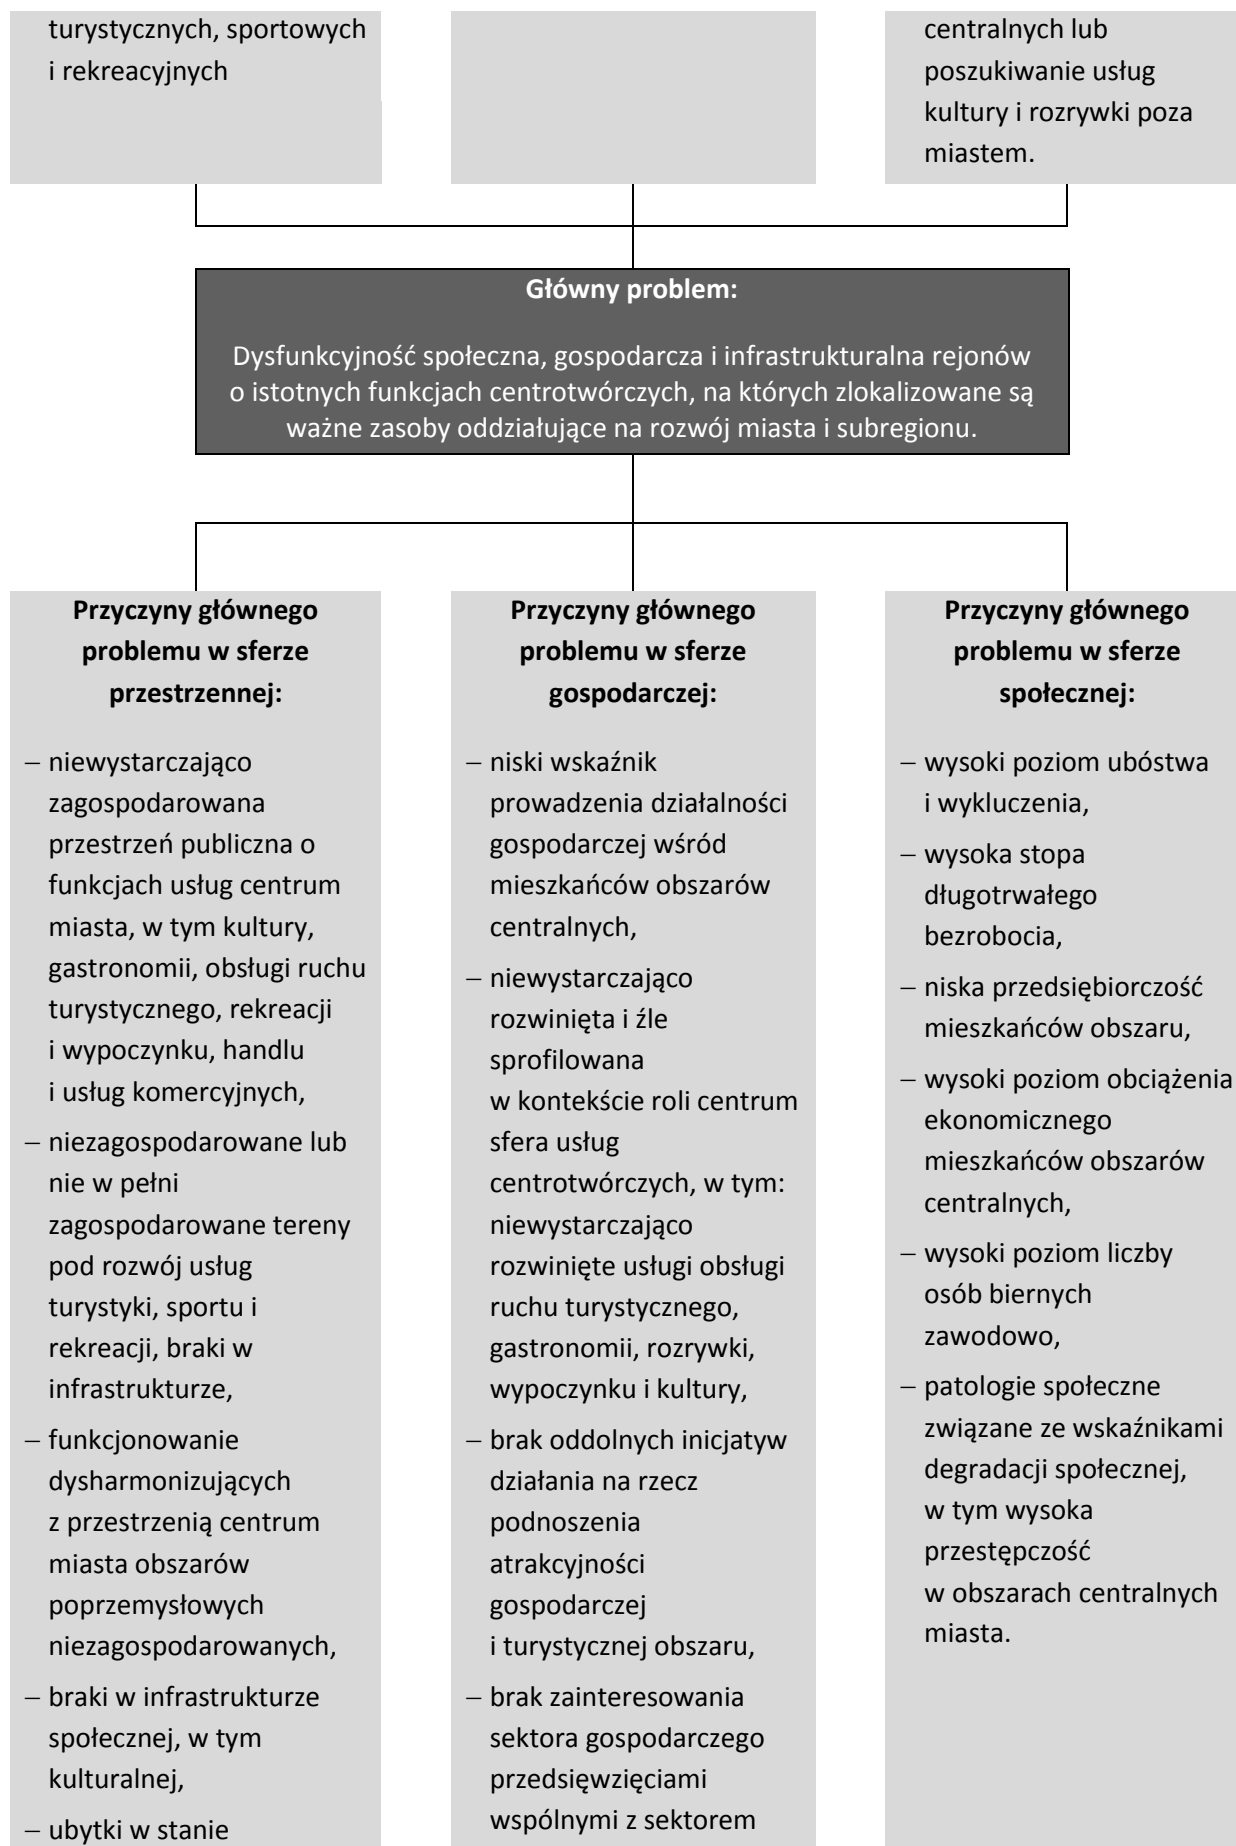 turystycznych, sportowych
i rekreacyjnych
centralnych lub
poszukiwanie usług
kultury i rozrywki poza
miastem.
Główny problem:
Dysfunkcyjność społeczna, gospodarcza i infrastrukturalna rejonów
o istotnych funkcjach centrotwórczych, na których zlokalizowane są
ważne zasoby oddziałujące na rozwój miasta i subregionu.
Przyczyny głównego
problemu w sferze
przestrzennej:
– niewystarczająco
zagospodarowana
przestrzeń publiczna o
funkcjach usług centrum
miasta, w tym kultury,
gastronomii, obsługi ruchu
turystycznego, rekreacji
i wypoczynku, handlu
i usług komercyjnych,
– niezagospodarowane lub
nie w pełni
zagospodarowane tereny
pod rozwój usług
turystyki, sportu i
rekreacji, braki w
infrastrukturze,
– funkcjonowanie
dysharmonizujących
z przestrzenią centrum
miasta obszarów
poprzemysłowych
niezagospodarowanych,
– braki w infrastrukturze
społecznej, w tym
kulturalnej,
– ubytki w stanie
Przyczyny głównego
problemu w sferze
gospodarczej:
– niski wskaźnik
prowadzenia działalności
gospodarczej wśród
mieszkańców obszarów
centralnych,
– niewystarczająco
rozwinięta i źle
sprofilowana
w kontekście roli centrum
sfera usług
centrotwórczych, w tym:
niewystarczająco
rozwinięte usługi obsługi
ruchu turystycznego,
gastronomii, rozrywki,
wypoczynku i kultury,
– brak oddolnych inicjatyw
działania na rzecz
podnoszenia
atrakcyjności
gospodarczej
i turystycznej obszaru,
– brak zainteresowania
sektora gospodarczego
przedsięwzięciami
wspólnymi z sektorem
Przyczyny głównego
problemu w sferze
społecznej:
– wysoki poziom ubóstwa
i wykluczenia,
– wysoka stopa
długotrwałego
bezrobocia,
– niska przedsiębiorczość
mieszkańców obszaru,
– wysoki poziom obciążenia
ekonomicznego
mieszkańców obszarów
centralnych,
– wysoki poziom liczby
osób biernych
zawodowo,
– patologie społeczne
związane ze wskaźnikami
degradacji społecznej,
w tym wysoka
przestępczość
w obszarach centralnych
miasta.